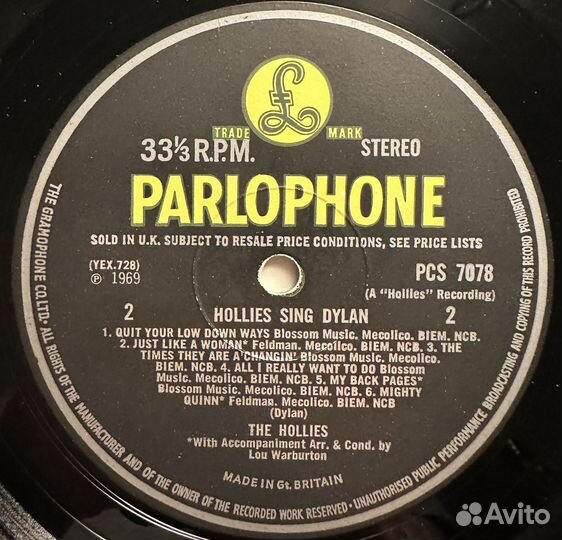 TRADE MARK
33⅓ R.P.M. STEREO
PARLOPHONE
SOLD IN U.K. SUBJECT TO RESALE PRICE CONDITIONS, SEE PRICE LISTS
(YEX.728) PCS 7078
℗ 1969 (A "Hollies" Recording)
2 HOLLIES SING DYLAN 2
1. QUIT YOUR LOW DOWN WAYS Blossom Music. Mecolico. BIEM. NCB.
2. JUST LIKE A WOMAN* Feldman. Mecolico. BIEM. NCB. 3. THE
TIMES THEY ARE A CHANGIN' Blossom Music. Mecolico.
BIEM. NCB. 4. ALL I REALLY WANT TO DO Blossom
Music. Mecolico. BIEM. NCB. 5. MY BACK PAGES*
Blossom Music. Mecolico. BIEM. NCB. 6. MIGHTY
QUINN* Feldman. Mecolico. BIEM. NCB
(Dylan)
THE HOLLIES
*With Accompaniment Arr. & Cond. by
Lou Warburton
MADE IN Gt. BRITAIN
THE GRAMOPHONE CO. LTD. ALL RIGHTS OF THE MANUFACTURER AND OF THE OWNER OF THE RECORDED WORK RESERVED · UNAUTHORISED PUBLIC PERFORMANCE BROADCASTING AND COPYING OF THIS RECORD PROHIBITED
Avito